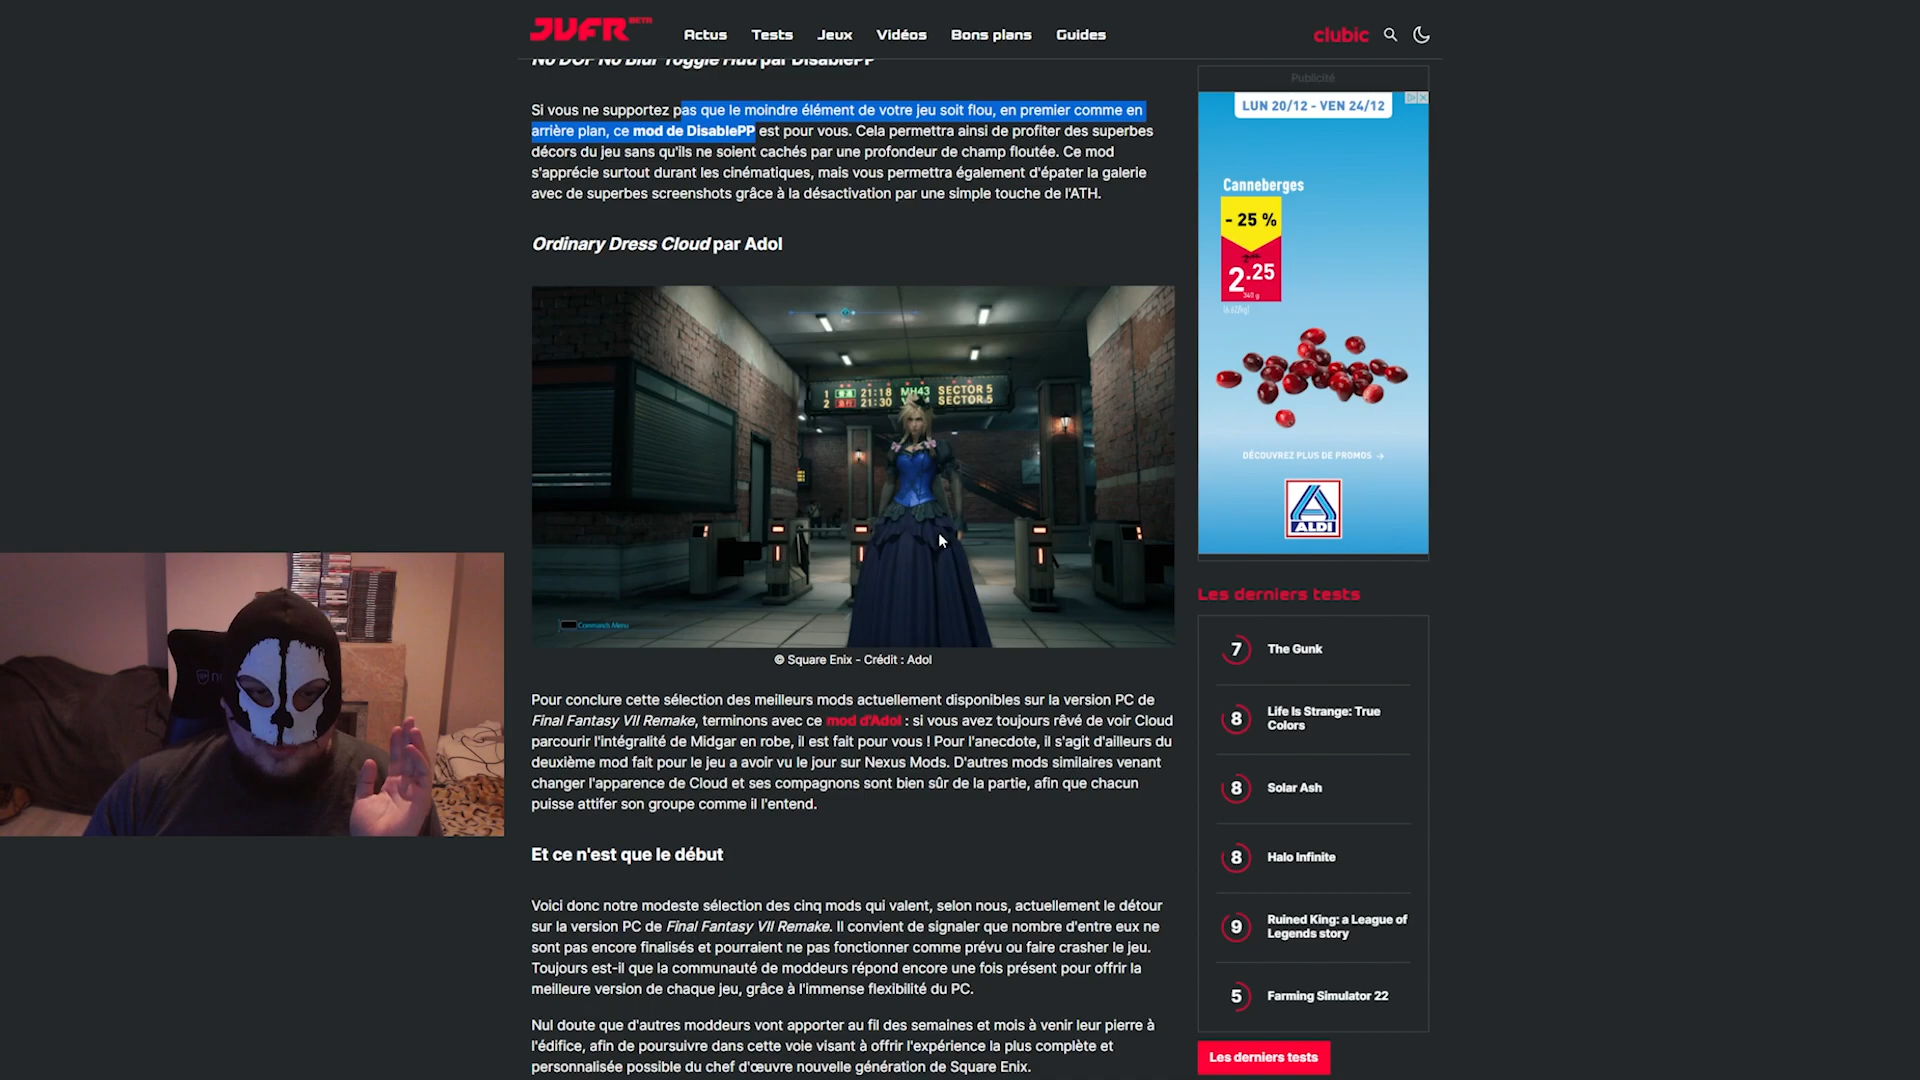 JVFR BETA
Actus Tests Jeux Vidéos Bons plans Guides
clubic
No DOF No Blur Toggle Hud par DisablePP
Si vous ne supportez pas que le moindre élément de votre jeu soit flou, en premier comme en
arrière plan, ce mod de DisablePP est pour vous. Cela permettra ainsi de profiter des superbes
décors du jeu sans qu'ils ne soient cachés par une profondeur de champ floutée. Ce mod
s'apprécie surtout durant les cinématiques, mais vous permettra également d'épater la galerie
avec de superbes screenshots grâce à la désactivation par une simple touche de l'ATH.
Ordinary Dress Cloud par Adol
1 21:18 MH43 SECTOR 5
2 21:30 SECTOR 5
Commands Menu
© Square Enix - Crédit : Adol
Pour conclure cette sélection des meilleurs mods actuellement disponibles sur la version PC de
Final Fantasy VII Remake, terminons avec ce mod d'Adol : si vous avez toujours rêvé de voir Cloud
parcourir l'intégralité de Midgar en robe, il est fait pour vous ! Pour l'anecdote, il s'agit d'ailleurs du
deuxième mod fait pour le jeu a avoir vu le jour sur Nexus Mods. D'autres mods similaires venant
changer l'apparence de Cloud et ses compagnons sont bien sûr de la partie, afin que chacun
puisse attifer son groupe comme il l'entend.
Et ce n'est que le début
Voici donc notre modeste sélection des cinq mods qui valent, selon nous, actuellement le détour
sur la version PC de Final Fantasy VII Remake. Il convient de signaler que nombre d'entre eux ne
sont pas encore finalisés et pourraient ne pas fonctionner comme prévu ou faire crasher le jeu.
Toujours est-il que la communauté de moddeurs répond encore une fois présent pour offrir la
meilleure version de chaque jeu, grâce à l'immense flexibilité du PC.
Nul doute que d'autres moddeurs vont apporter au fil des semaines et mois à venir leur pierre à
l'édifice, afin de poursuivre dans cette voie visant à offrir l'expérience la plus complète et
personnalisée possible du chef d'œuvre nouvelle génération de Square Enix.
Publicité
LUN 20/12 - VEN 24/12
Canneberges
- 25 %
2.25
340 g
DÉCOUVREZ PLUS DE PROMOS →
ALDI
Les derniers tests
7 The Gunk
8 Life Is Strange: True
Colors
8 Solar Ash
8 Halo Infinite
9 Ruined King: a League of
Legends story
5 Farming Simulator 22
Les derniers tests